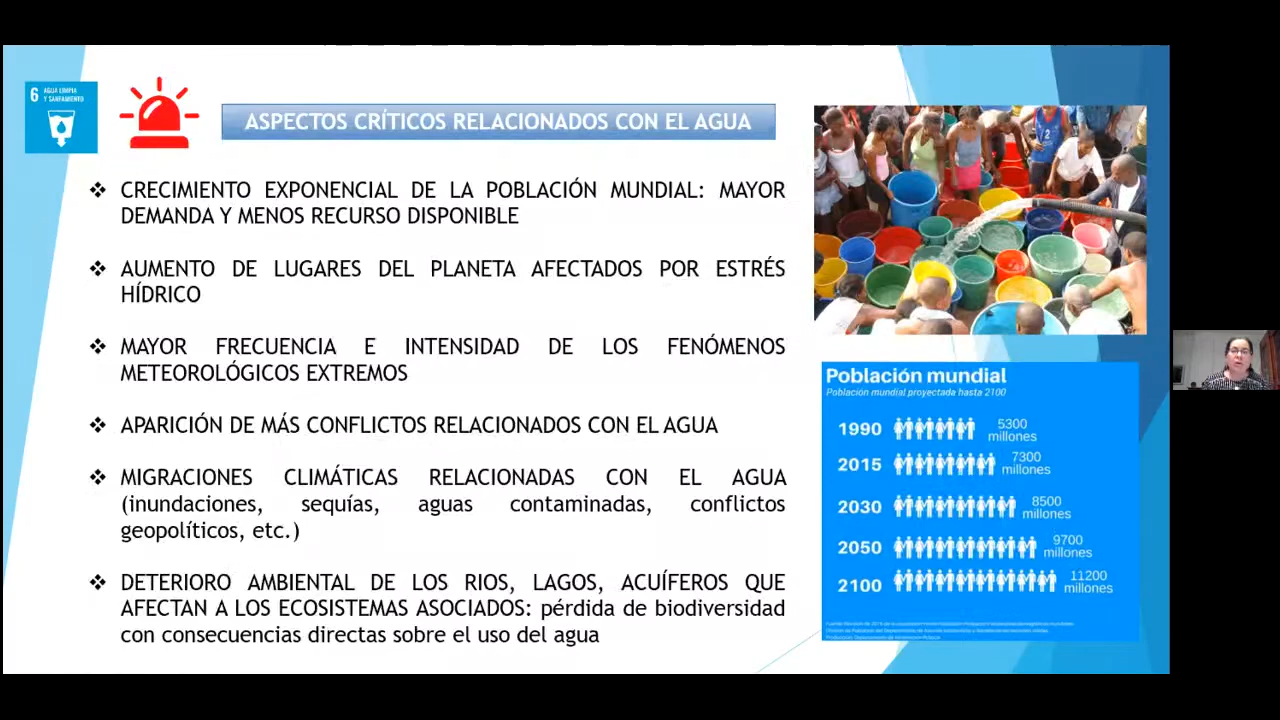 6 AGUA LIMPIA
Y SANEAMIENTO
ASPECTOS CRÍTICOS RELACIONADOS CON EL AGUA
❖ CRECIMIENTO EXPONENCIAL DE LA POBLACIÓN MUNDIAL: MAYOR
DEMANDA Y MENOS RECURSO DISPONIBLE
❖ AUMENTO DE LUGARES DEL PLANETA AFECTADOS POR ESTRÉS
HÍDRICO
❖ MAYOR FRECUENCIA E INTENSIDAD DE LOS FENÓMENOS
METEOROLÓGICOS EXTREMOS
❖ APARICIÓN DE MÁS CONFLICTOS RELACIONADOS CON EL AGUA
❖ MIGRACIONES CLIMÁTICAS RELACIONADAS CON EL AGUA
(inundaciones, sequías, aguas contaminadas, conflictos
geopolíticos, etc.)
❖ DETERIORO AMBIENTAL DE LOS RIOS, LAGOS, ACUÍFEROS QUE
AFECTAN A LOS ECOSISTEMAS ASOCIADOS: pérdida de biodiversidad
con consecuencias directas sobre el uso del agua
Población mundial
Población mundial proyectada hasta 2100
1990 5300
millones
2015 7300
millones
2030 8500
millones
2050 9700
millones
2100 11200
millones